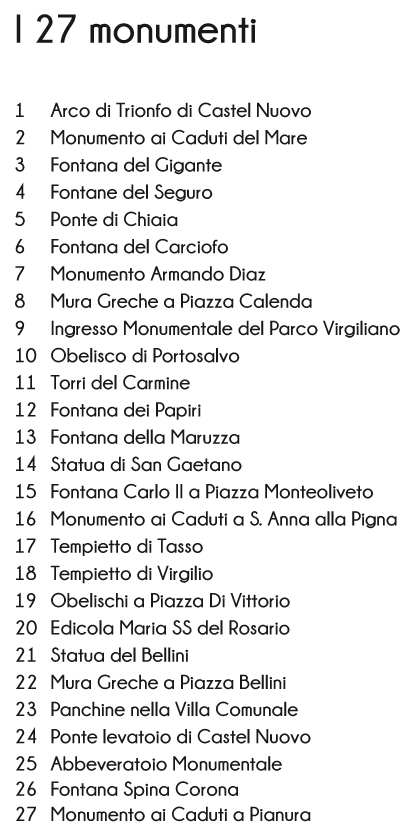 I 27 monumenti
1 Arco di Trionfo di Castel Nuovo
2 Monumento ai Caduti del Mare
3 Fontana del Gigante
4 Fontane del Seguro
5 Ponte di Chiaia
6 Fontana del Carciofo
7 Monumento Armando Diaz
8 Mura Greche a Piazza Calenda
9 Ingresso Monumentale del Parco Virgiliano
10 Obelisco di Portosalvo
11 Torri del Carmine
12 Fontana dei Papiri
13 Fontana della Maruzza
14 Statua di San Gaetano
15 Fontana Carlo II a Piazza Monteoliveto
16 Monumento ai Caduti a S. Anna alla Pigna
17 Tempietto di Tasso
18 Tempietto di Virgilio
19 Obelischi a Piazza Di Vittorio
20 Edicola Maria SS del Rosario
21 Statua del Bellini
22 Mura Greche a Piazza Bellini
23 Panchine nella Villa Comunale
24 Ponte levatoio di Castel Nuovo
25 Abbeveratoio Monumentale
26 Fontana Spina Corona
27 Monumento ai Caduti a Pianura